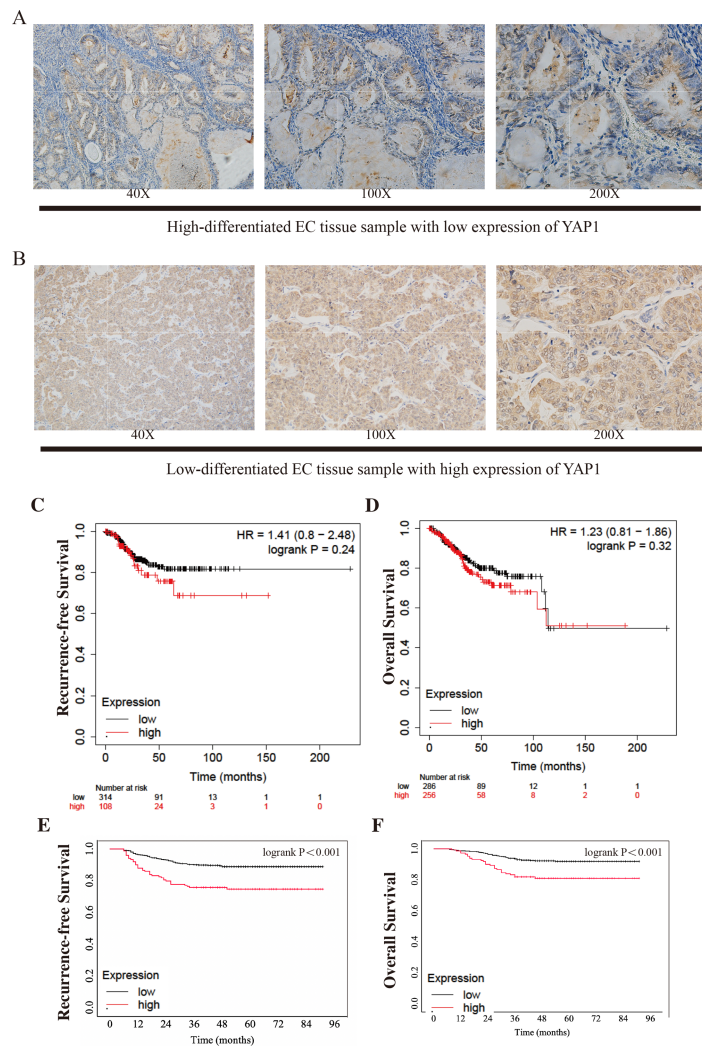 A
40X 100X 200X
High-differentiated EC tissue sample with low expression of YAP1
B
40X 100X 200X
Low-differentiated EC tissue sample with high expression of YAP1
C
HR = 1.41 (0.8 − 2.48)
logrank P = 0.24
Recurrence-free Survival
1.0
0.8
0.6
0.4
0.2
0.0
Expression
low
high
0 50 100 150 200
Time (months)
Number at risk
low 314 91 13 1 1
high 108 24 3 1 0
D
HR = 1.23 (0.81 − 1.86)
logrank P = 0.32
Overall Survival
1.0
0.8
0.6
0.4
0.2
0.0
Expression
low
high
0 50 100 150 200
Time (months)
Number at risk
low 286 89 12 1 1
high 256 58 8 2 0
E
logrank P<0.001
Recurrence-free Survival
1.0
0.8
0.6
0.4
0.2
0.0
Expression
low
high
0 12 24 36 48 60 72 84 96
Time (months)
F
logrank P<0.001
Overall Survival
1.0
0.8
0.6
0.4
0.2
0.0
Expression
low
high
0 12 24 36 48 60 72 84 96
Time (months)